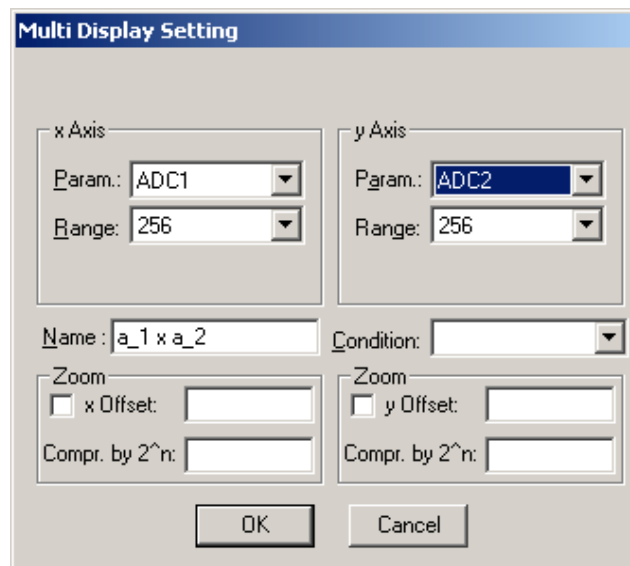 Multi Display Setting
x Axis
Param.: ADC1
Range: 256
y Axis
Param.: ADC2
Range: 256
Name : a_1 x a_2
Condition:
Zoom
x Offset:
Compr. by 2^n:
Zoom
y Offset:
Compr. by 2^n:
OK
Cancel